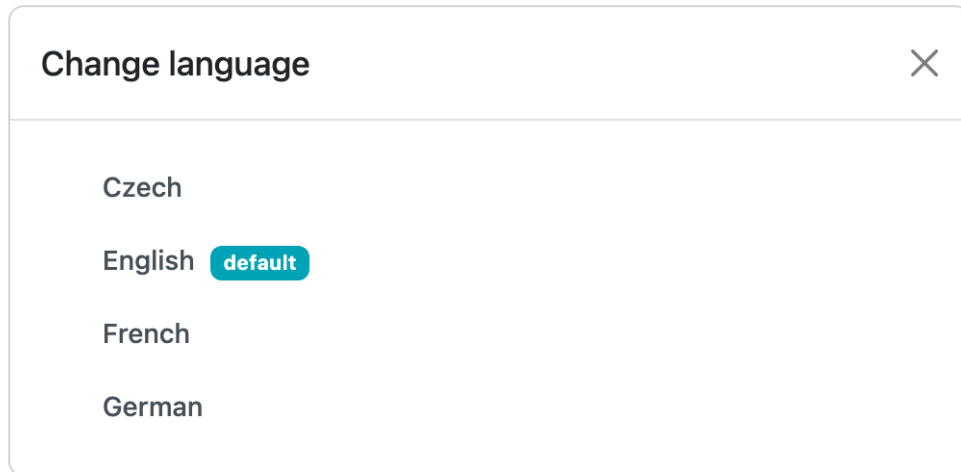 Change language
Czech
English default
French
German